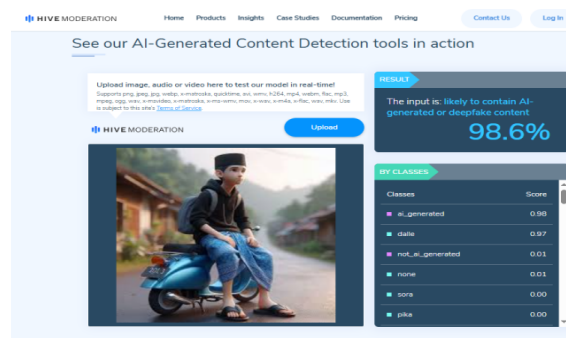 HIVE MODERATION
Home Products Insights Case Studies Documentation Pricing Contact Us Log In
See our AI-Generated Content Detection tools in action
Upload image, audio or video here to test our model in real-time!
Supports png, jpeg, jpg, webp, x-matroska, quicktime, avi, wmv, h264, mp4, webm, flac, mp3,
mpeg, ogg, wav, x-msvideo, x-matroska, x-ms-wmv, mov, x-wav, x-m4a, x-flac, wav, mkv. Use
is subject to this site's Terms of Service.
HIVE MODERATION
Upload
RESULT
The input is: likely to contain AI-
generated or deepfake content
98.6%
BY CLASSES
Classes Score
ai_generated 0.98
dalle 0.97
not_ai_generated 0.01
none 0.01
sora 0.00
pika 0.00